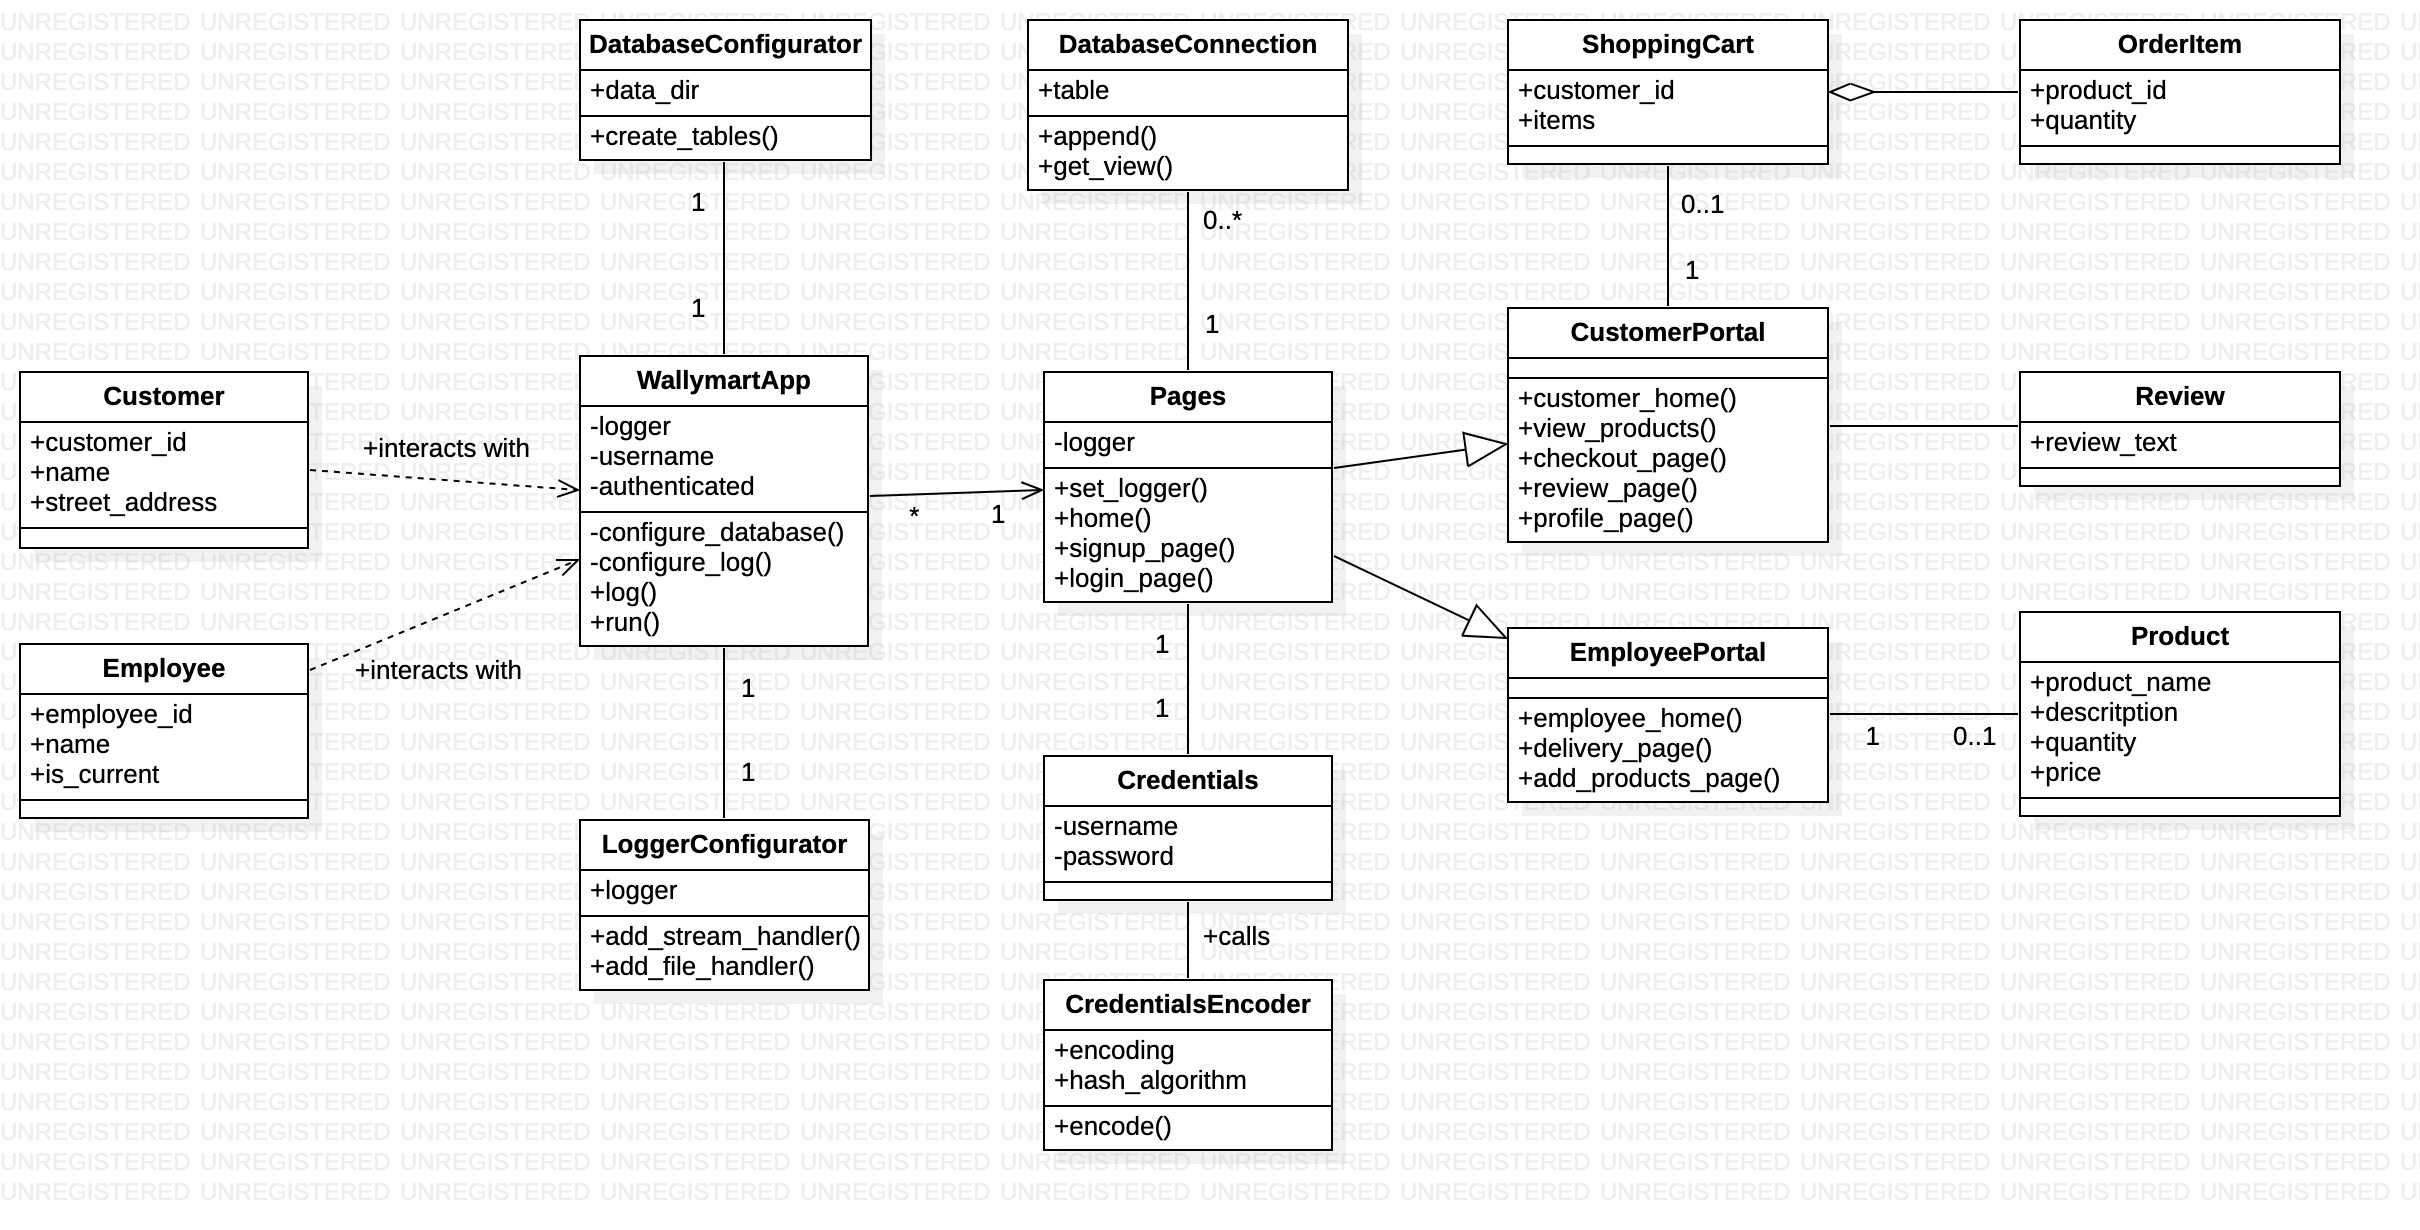 DatabaseConfigurator
+data_dir
+create_tables()
DatabaseConnection
+table
+append()
+get_view()
ShoppingCart
+customer_id
+items
OrderItem
+product_id
+quantity
1
1
0..*
1
0..1
1
Customer
+customer_id
+name
+street_address
+interacts with
WallymartApp
-logger
-username
-authenticated
-configure_database()
-configure_log()
+log()
+run()
*
1
Pages
-logger
+set_logger()
+home()
+signup_page()
+login_page()
CustomerPortal
+customer_home()
+view_products()
+checkout_page()
+review_page()
+profile_page()
Review
+review_text
Employee
+employee_id
+name
+is_current
+interacts with
1
1
1
1
EmployeePortal
+employee_home()
+delivery_page()
+add_products_page()
1
0..1
Product
+product_name
+descritption
+quantity
+price
LoggerConfigurator
+logger
+add_stream_handler()
+add_file_handler()
Credentials
-username
-password
+calls
CredentialsEncoder
+encoding
+hash_algorithm
+encode()
UNREGISTERED